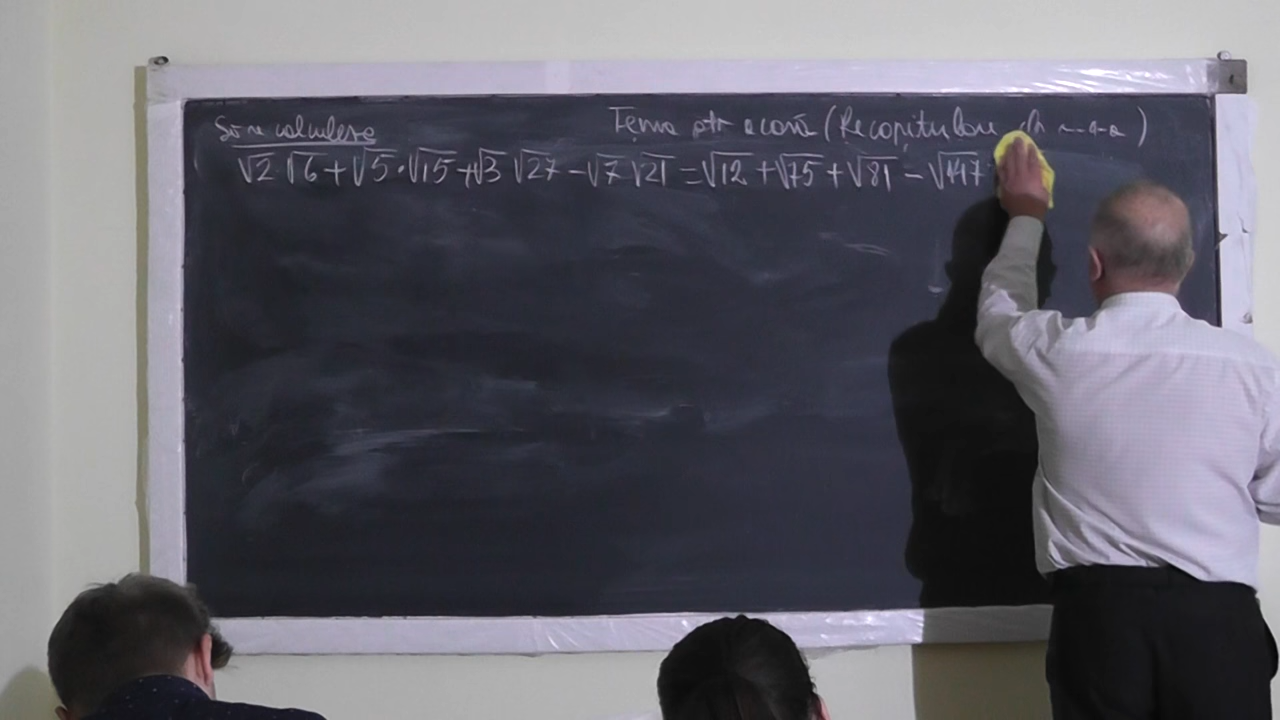 Să se calculeze Tema ptr acasă (Recapitulare
√2 √6 + √5 · √15 + √3 √27 - √7 √21 = √12 + √75 + √81 - √147